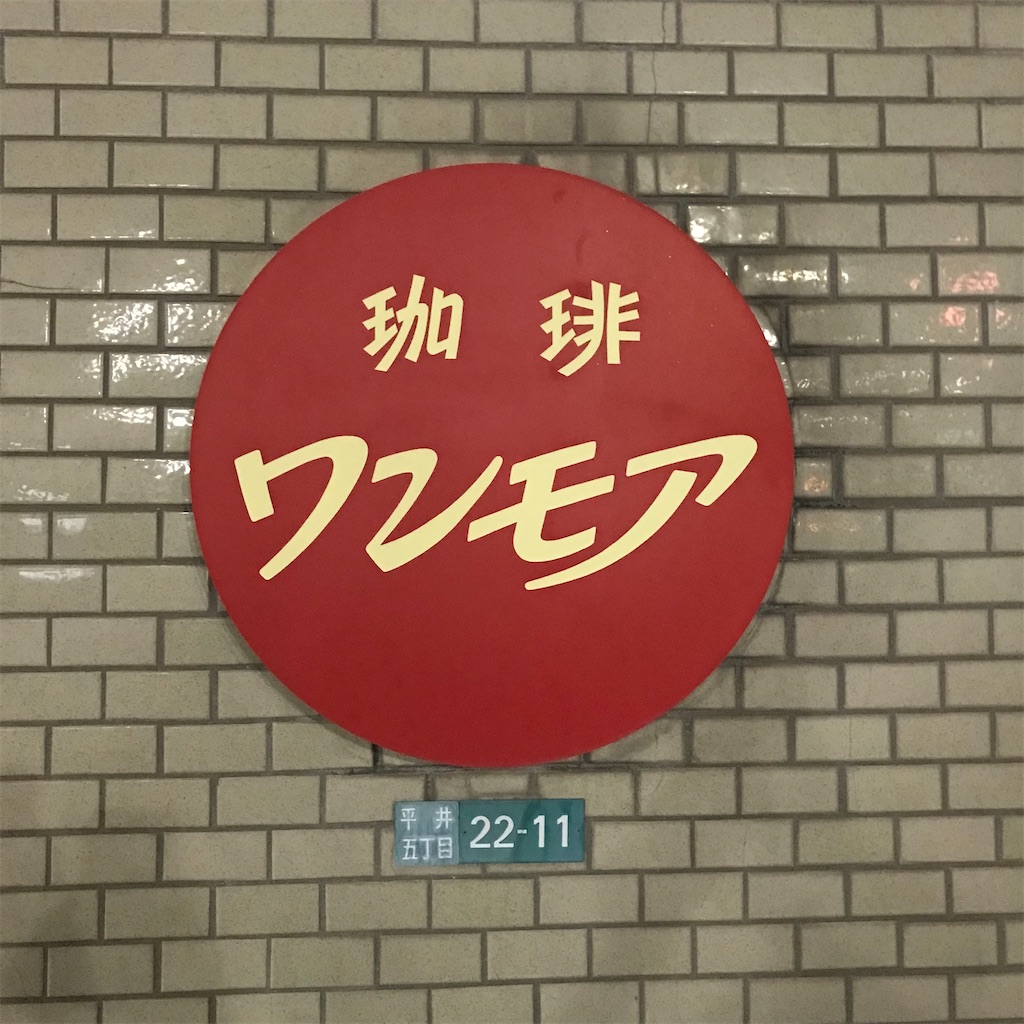 珈琲
ワンモア
平井
五丁目
22-11